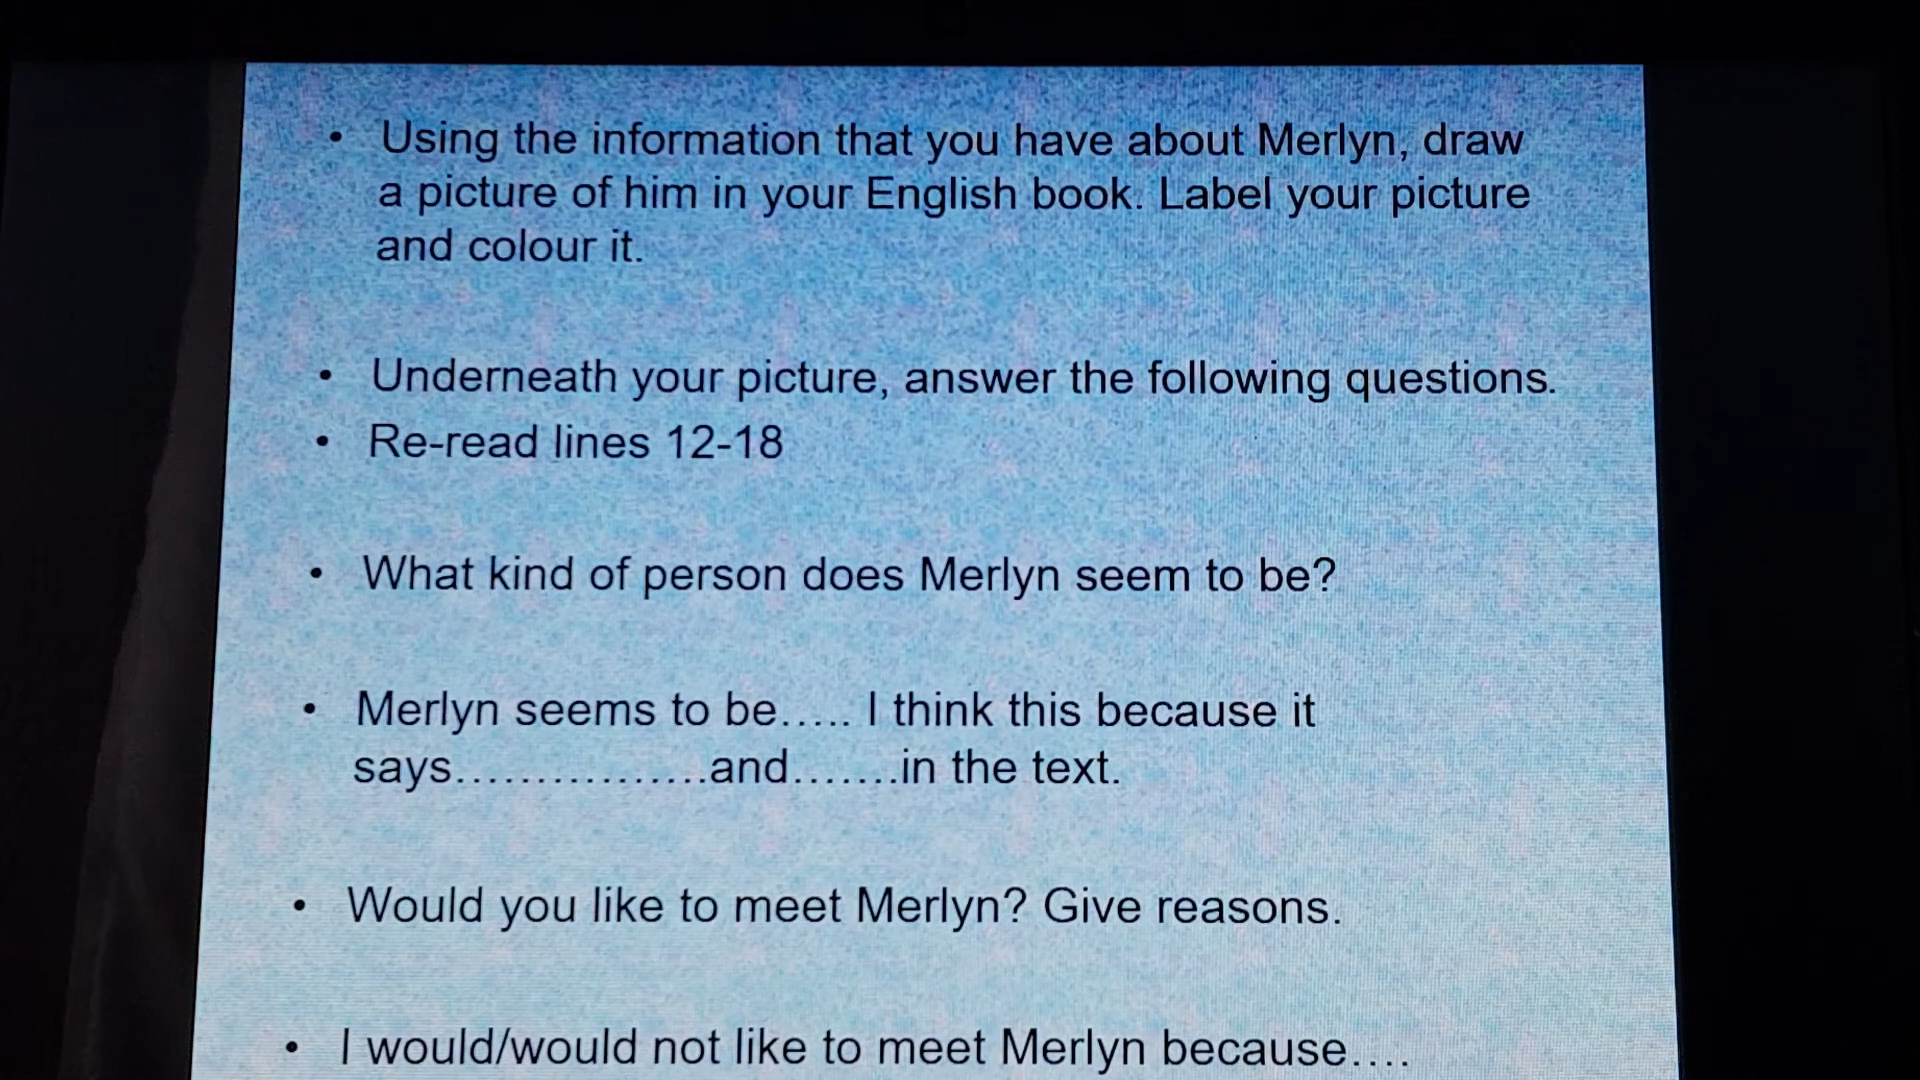 • Using the information that you have about Merlyn, draw
a picture of him in your English book. Label your picture
and colour it.
• Underneath your picture, answer the following questions.
• Re-read lines 12-18
• What kind of person does Merlyn seem to be?
• Merlyn seems to be..... I think this because it
says................and.......in the text.
• Would you like to meet Merlyn? Give reasons.
• I would/would not like to meet Merlyn because....